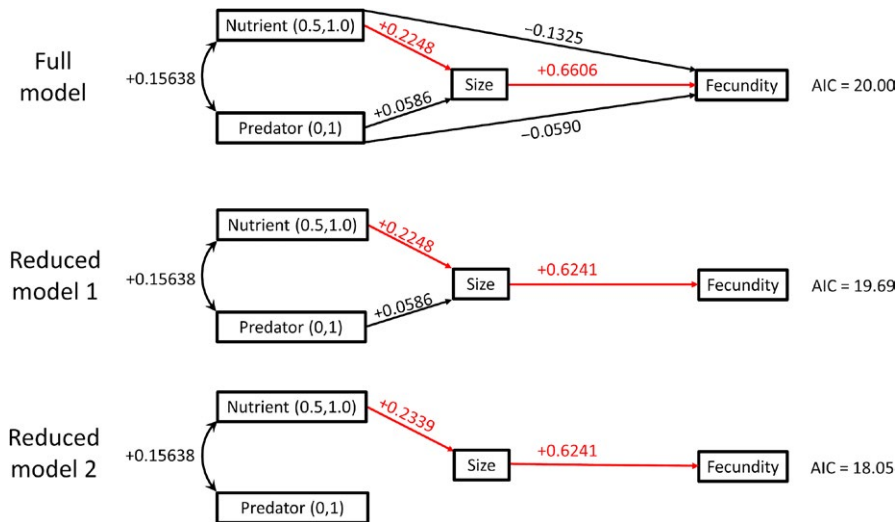 Full
model
Nutrient (0.5,1.0)
−0.1325
+0.2248
+0.15638
+0.6606
Size
Fecundity
AIC = 20.00
+0.0586
Predator (0,1)
−0.0590
Reduced
model 1
Nutrient (0.5,1.0)
+0.2248
+0.15638
+0.6241
Size
Fecundity
AIC = 19.69
+0.0586
Predator (0,1)
Reduced
model 2
Nutrient (0.5,1.0)
+0.2339
+0.15638
+0.6241
Size
Fecundity
AIC = 18.05
Predator (0,1)